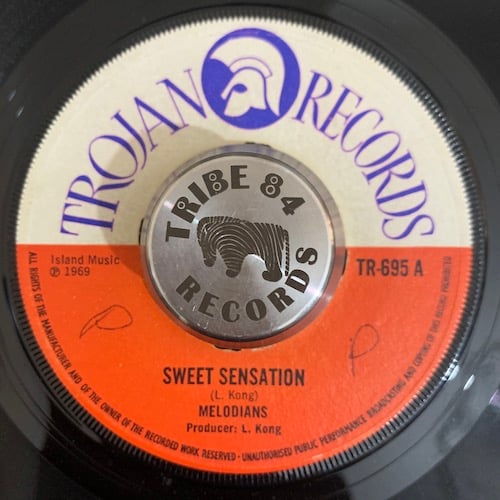 TROJAN RECORDS
TRIBE 84
RECORDS
Island Music
℗ 1969
TR-695 A
P
P
SWEET SENSATION
(L. Kong)
MELODIANS
Producer: L. Kong
ALL RIGHTS OF THE MANUFACTURER AND OF THE OWNER OF THE RECORDED WORK RESERVED · UNAUTHORISED PUBLIC PERFORMANCE BROADCASTING AND COPYING OF THIS RECORD PROHIBITED